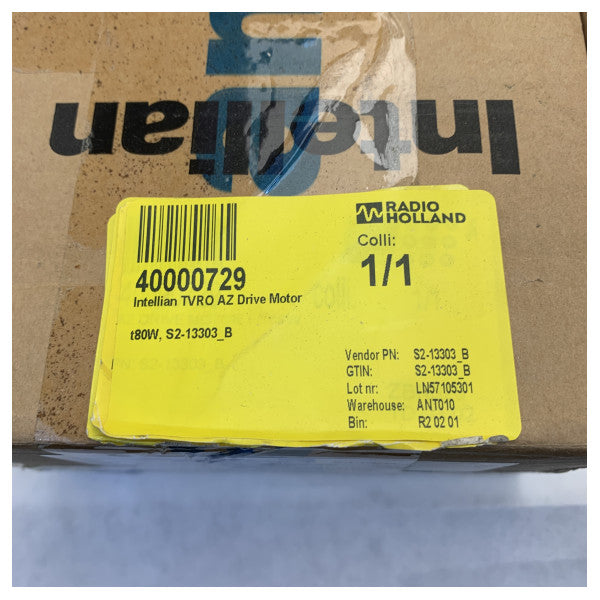 Intellian
RADIO
HOLLAND
Colli:
1/1
40000729
Intellian TVRO AZ Drive Motor
t80W, S2-13303_B
Vendor PN: S2-13303_B
GTIN: S2-13303_B
Lot nr: LN57105301
Warehouse: ANT010
Bin: R2 02 01